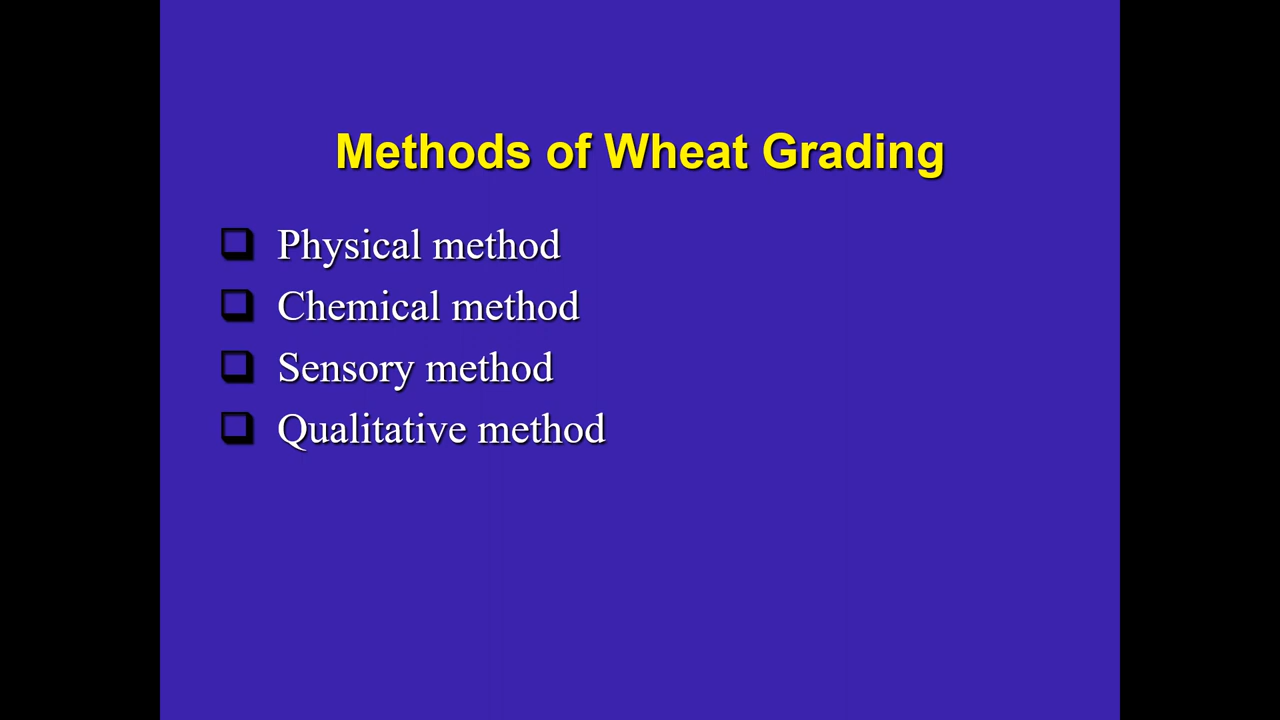 Methods of Wheat Grading
Physical method
Chemical method
Sensory method
Qualitative method